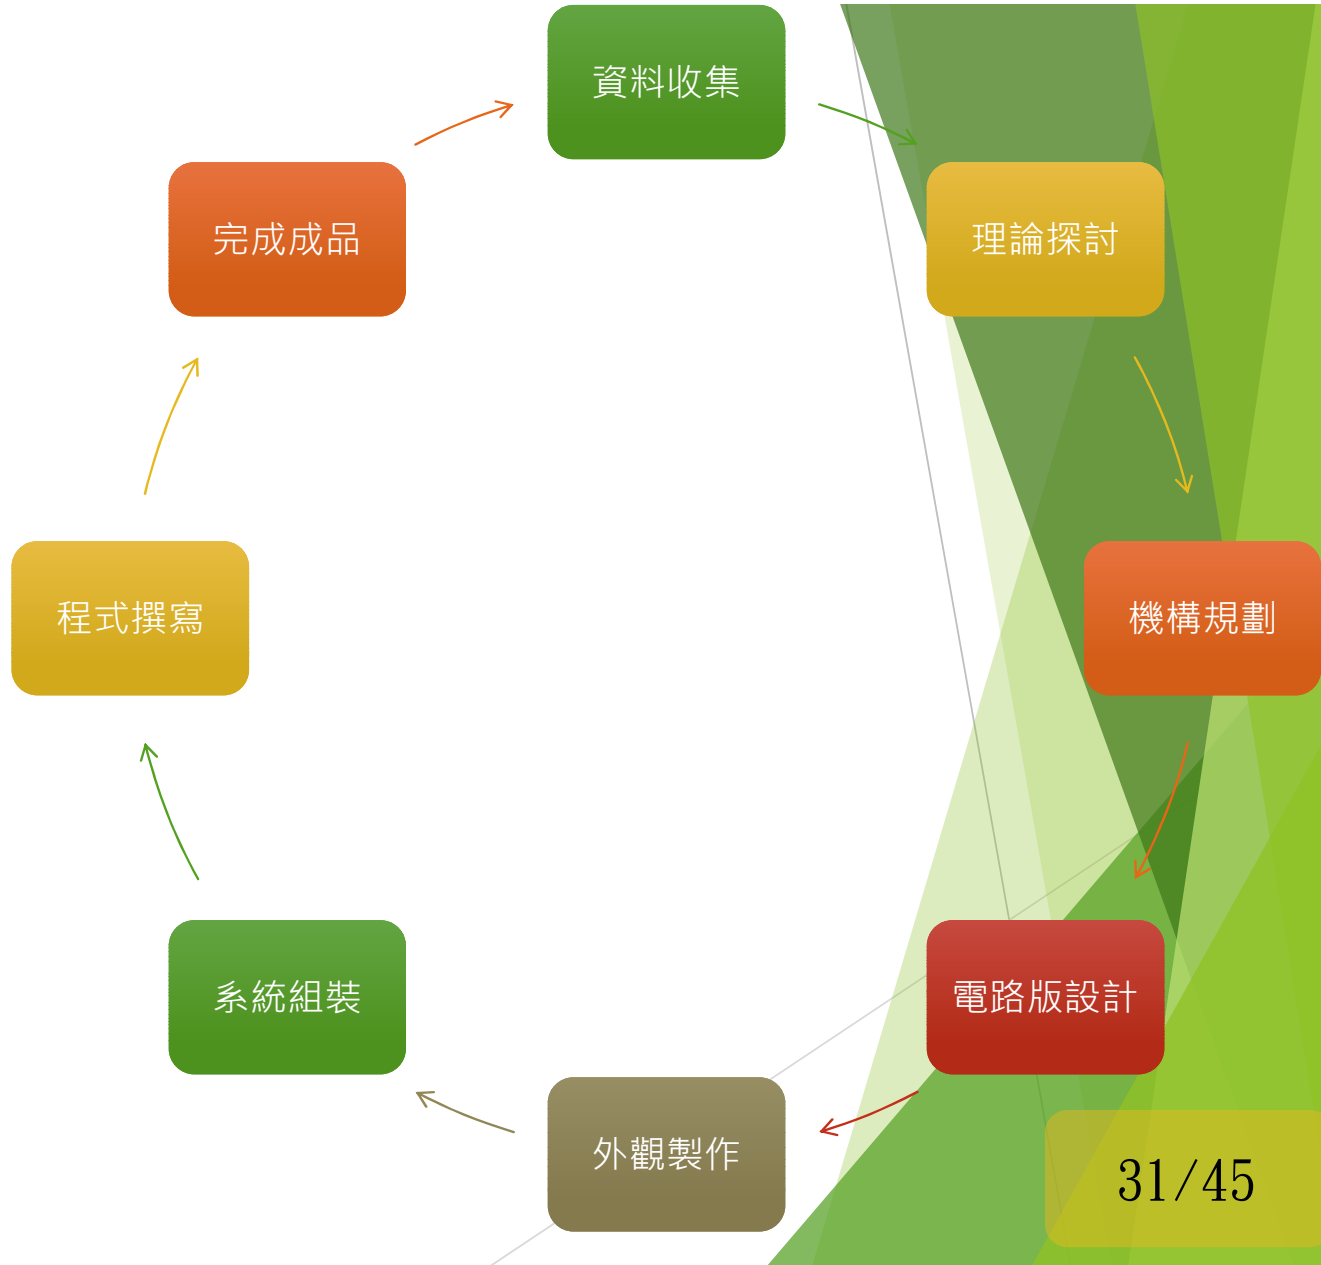 資料收集
理論探討
機構規劃
電路版設計
外觀製作
系統組裝
程式撰寫
完成成品
31/45